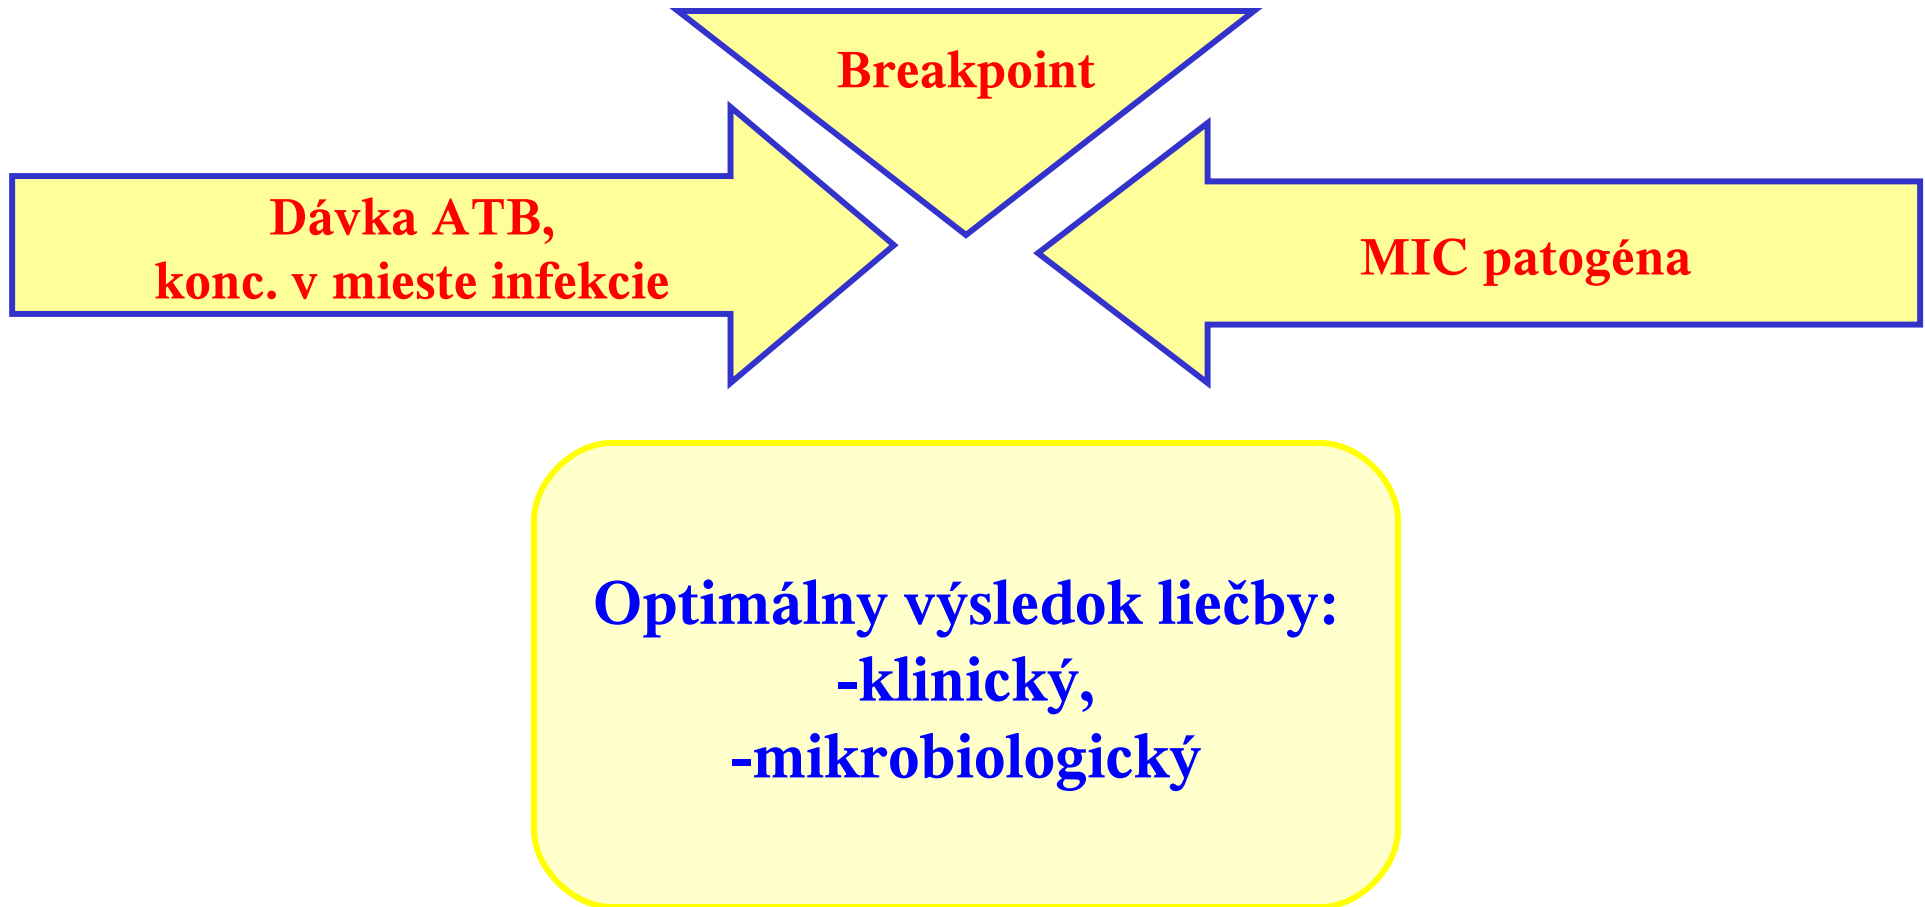 Breakpoint
Dávka ATB,
konc. v mieste infekcie
MIC patogéna
Optimálny výsledok liečby:
-klinický,
-mikrobiologický